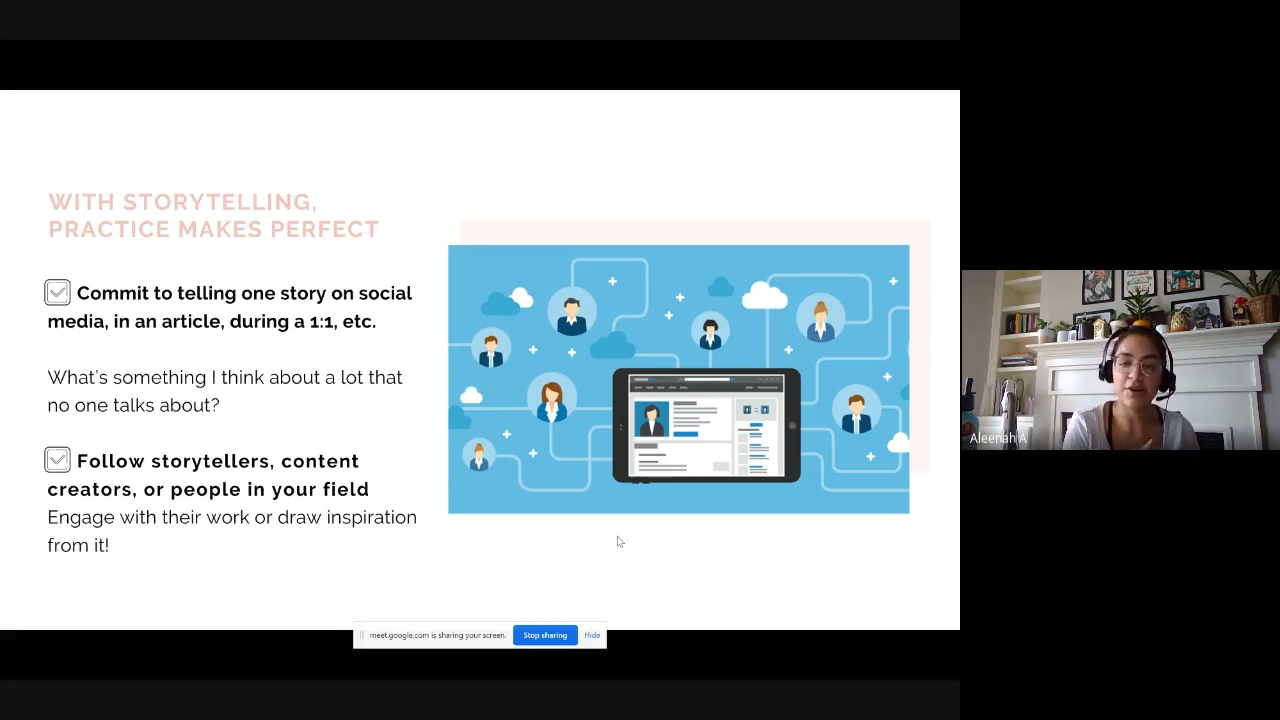 WITH STORYTELLING,
PRACTICE MAKES PERFECT
Commit to telling one story on social
media, in an article, during a 1:1, etc.
What's something I think about a lot that
no one talks about?
Follow storytellers, content
creators, or people in your field
Engage with their work or draw inspiration
from it!
Aleenah A
meet.google.com is sharing your screen. Stop sharing Hide